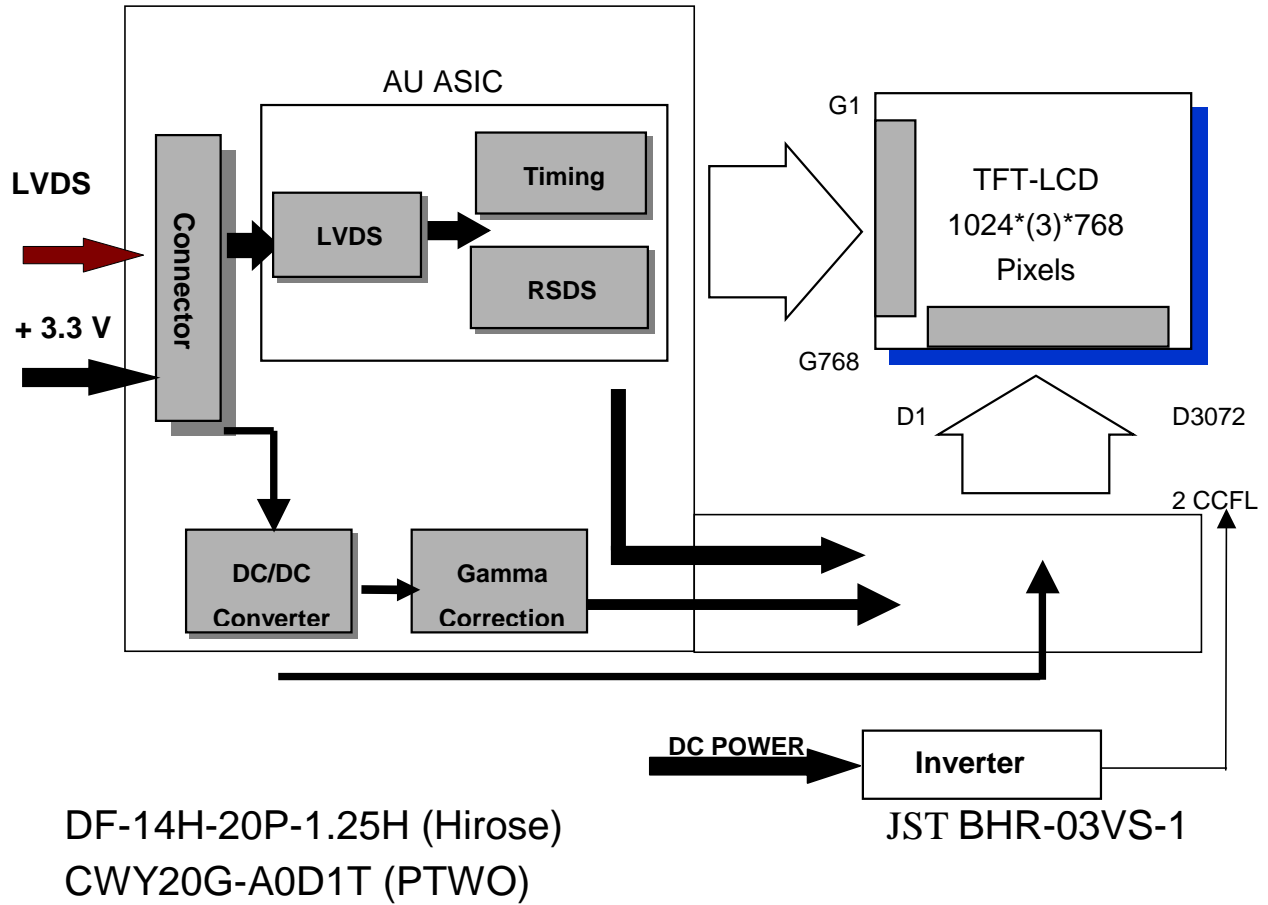 AU ASIC
LVDS
+ 3.3 V
Connector
LVDS
Timing
RSDS
G1
TFT-LCD
1024*(3)*768
Pixels
G768
D1
D3072
2 CCFL
DC/DC
Converter
Gamma
Correction
DC POWER
Inverter
DF-14H-20P-1.25H (Hirose)
CWY20G-A0D1T (PTWO)
JST BHR-03VS-1